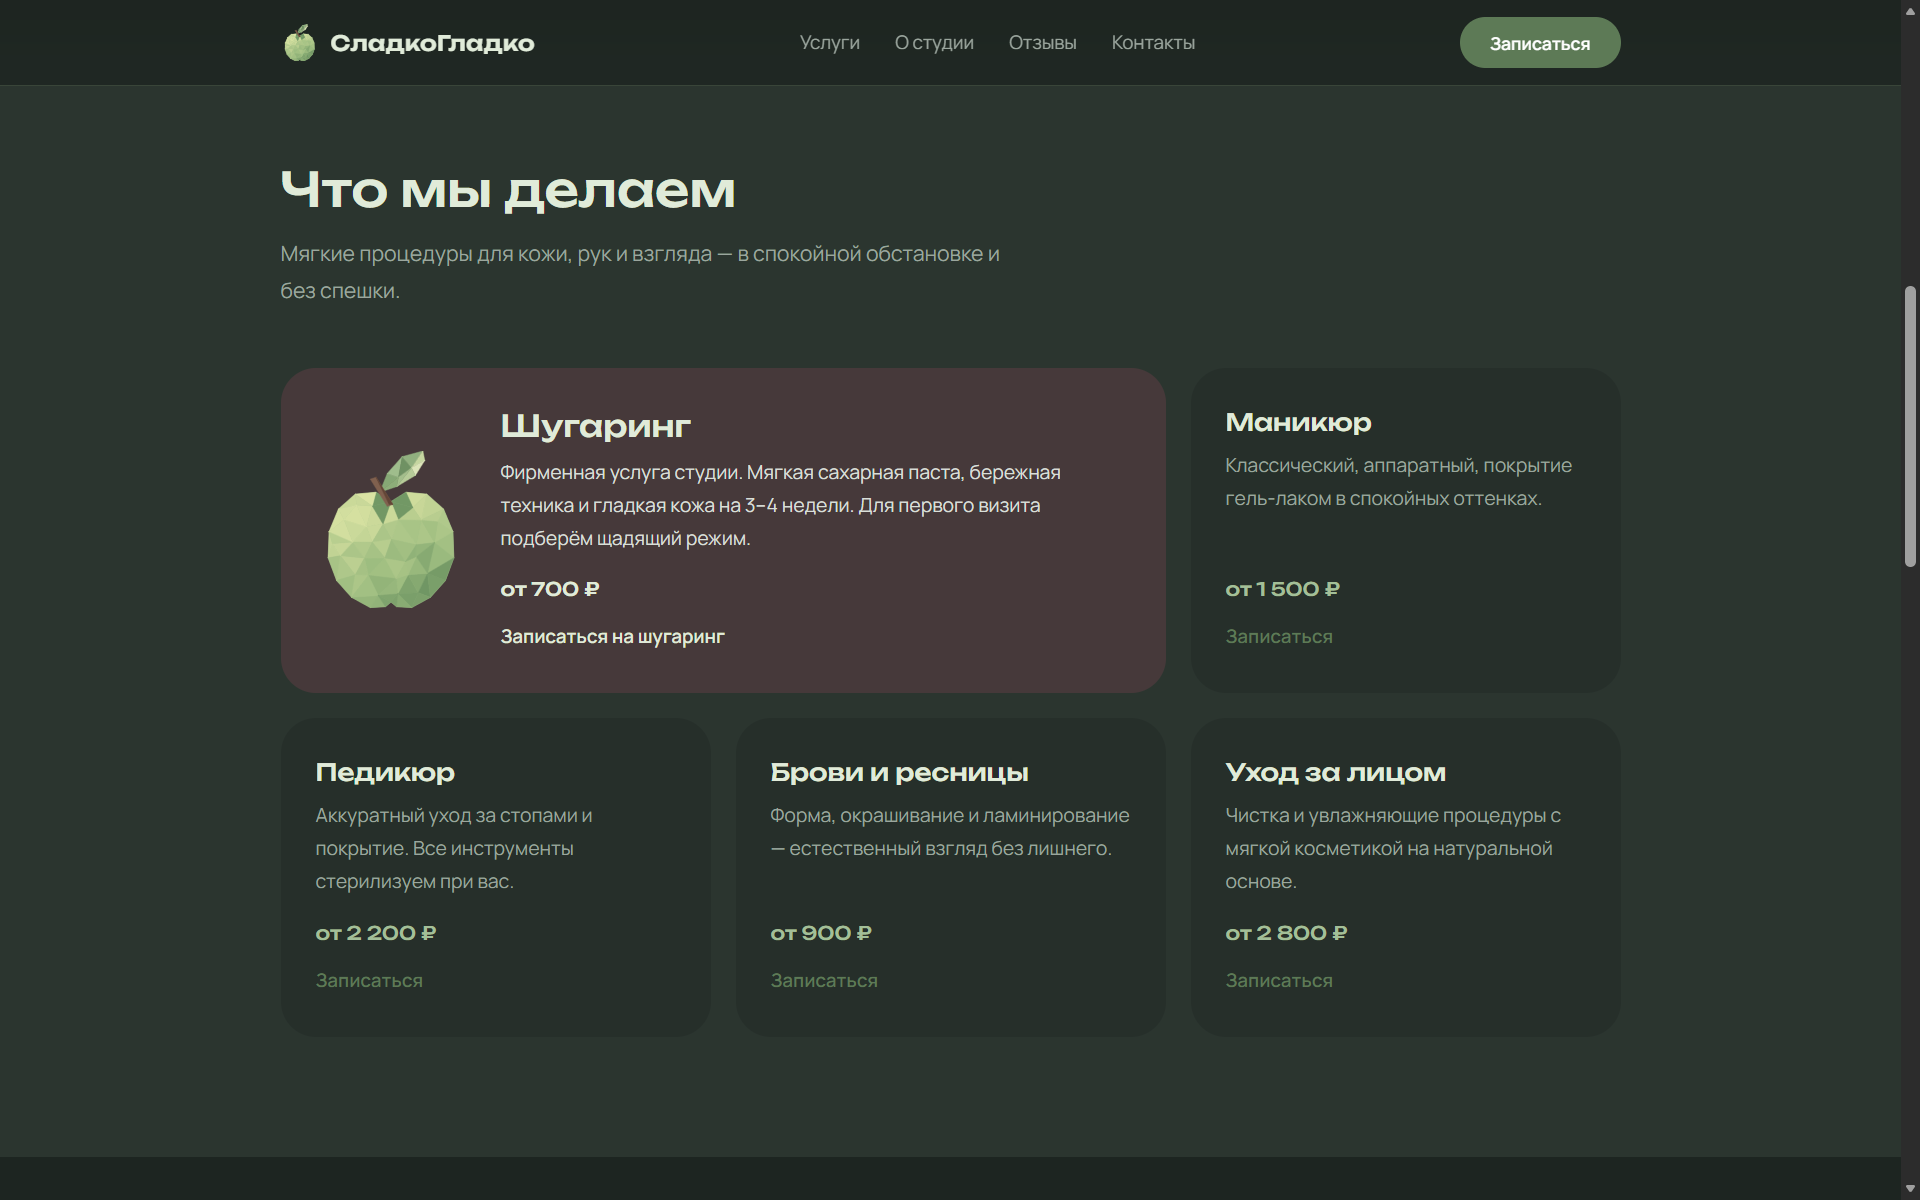 СладкоГладко
Услуги
О студии
Отзывы
Контакты
Записаться
Что мы делаем
Мягкие процедуры для кожи, рук и взгляда — в спокойной обстановке и
без спешки.
Шугаринг
Фирменная услуга студии. Мягкая сахарная паста, бережная
техника и гладкая кожа на 3–4 недели. Для первого визита
подберём щадящий режим.
от 700 ₽
Записаться на шугаринг
Маникюр
Классический, аппаратный, покрытие
гель-лаком в спокойных оттенках.
от 1 500 ₽
Записаться
Педикюр
Аккуратный уход за стопами и
покрытие. Все инструменты
стерилизуем при вас.
от 2 200 ₽
Записаться
Брови и ресницы
Форма, окрашивание и ламинирование
— естественный взгляд без лишнего.
от 900 ₽
Записаться
Уход за лицом
Чистка и увлажняющие процедуры с
мягкой косметикой на натуральной
основе.
от 2 800 ₽
Записаться